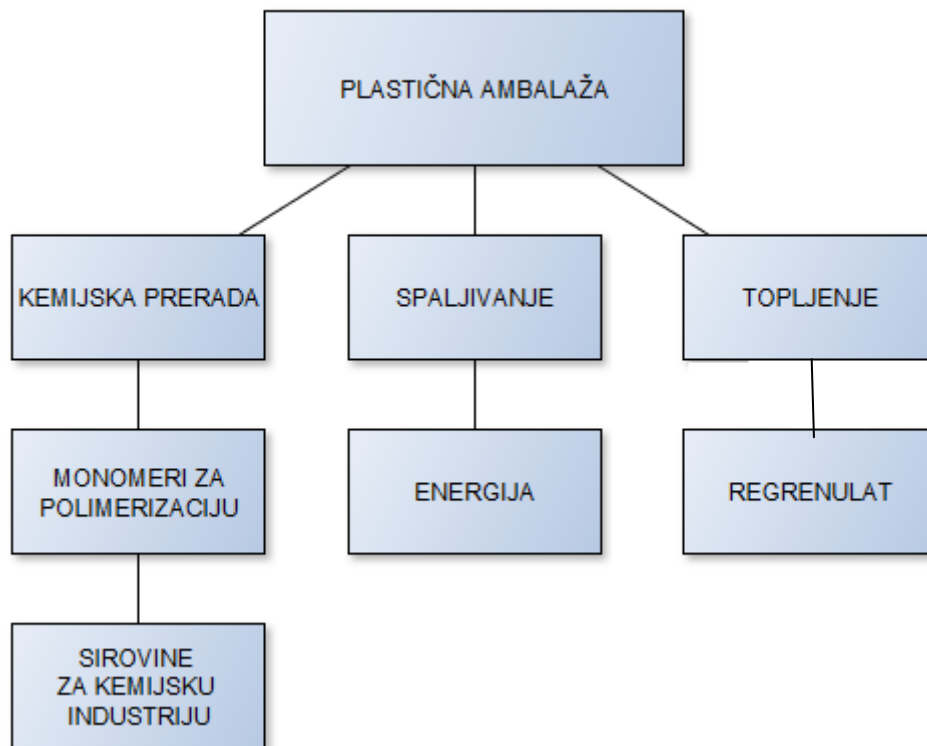 PLASTIČNA AMBALAŽA
KEMIJSKA PRERADA
SPALJIVANJE
TOPLJENJE
MONOMERI ZA
POLIMERIZACIJU
ENERGIJA
REGRENULAT
SIROVINE
ZA KEMIJSKU
INDUSTRIJU